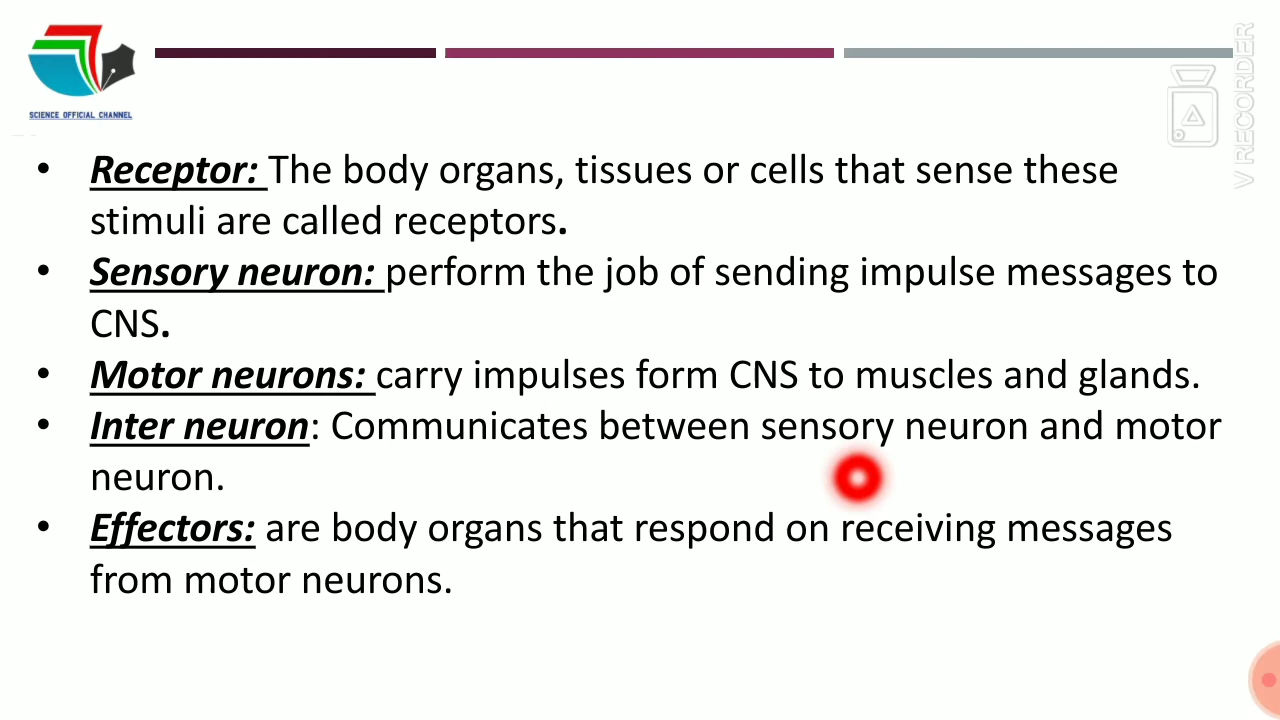 SCIENCE OFFICIAL CHANNEL
V RECORDER
• Receptor: The body organs, tissues or cells that sense these
stimuli are called receptors.
• Sensory neuron: perform the job of sending impulse messages to
CNS.
• Motor neurons: carry impulses form CNS to muscles and glands.
• Inter neuron: Communicates between sensory neuron and motor
neuron.
• Effectors: are body organs that respond on receiving messages
from motor neurons.